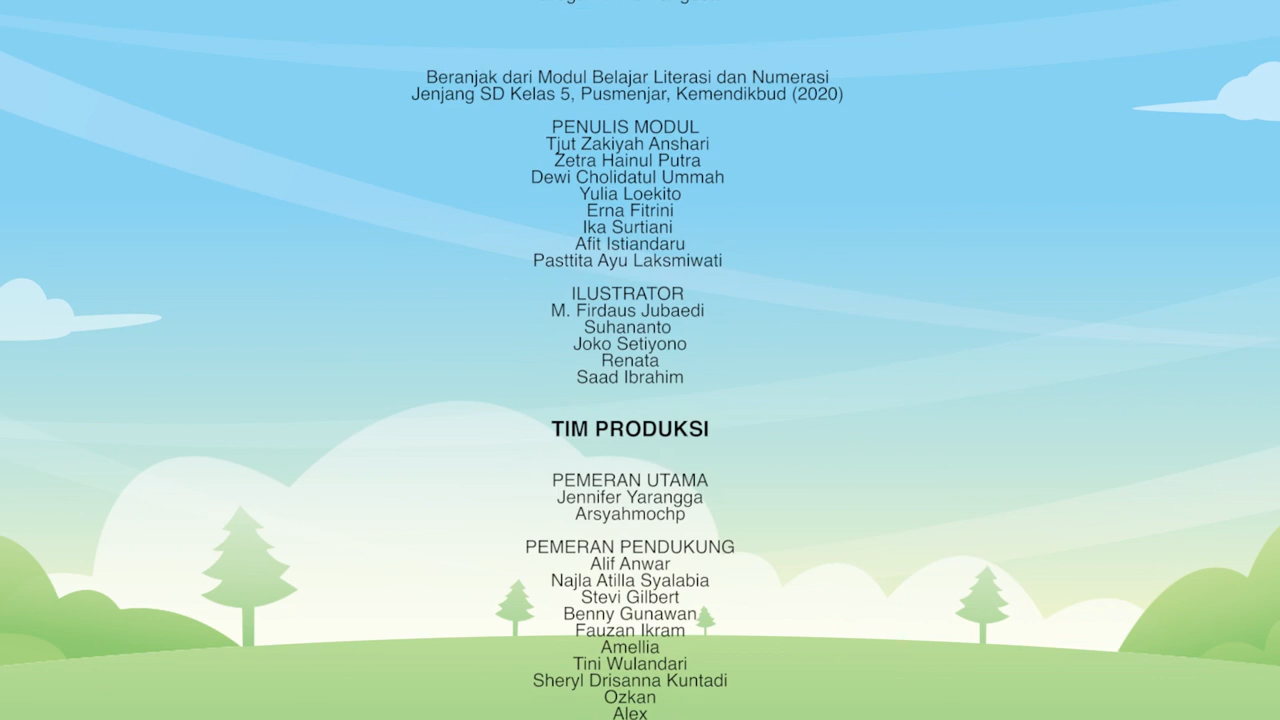 Beranjak dari Modul Belajar Literasi dan Numerasi
Jenjang SD Kelas 5, Pusmenjar, Kemendikbud (2020)
PENULIS MODUL
Tjut Zakiyah Anshari
Zetra Hainul Putra
Dewi Cholidatul Ummah
Yulia Loekito
Erna Fitrini
Ika Surtiani
Afit Istiandaru
Pasttita Ayu Laksmiwati
ILUSTRATOR
M. Firdaus Jubaedi
Suhananto
Joko Setiyono
Renata
Saad Ibrahim
TIM PRODUKSI
PEMERAN UTAMA
Jennifer Yarangga
Arsyahmochp
PEMERAN PENDUKUNG
Alif Anwar
Najla Atilla Syalabia
Stevi Gilbert
Benny Gunawan
Fauzan Ikram
Amellia
Tini Wulandari
Sheryl Drisanna Kuntadi
Ozkan
Alex